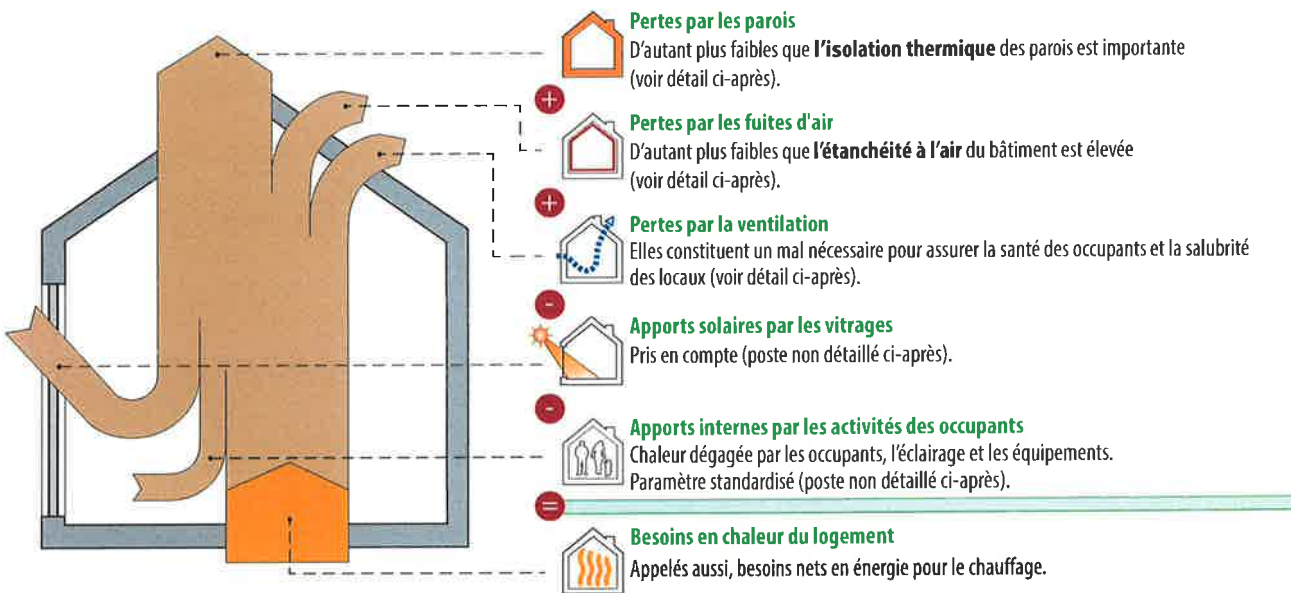 Pertes par les parois
D'autant plus faibles que l'isolation thermique des parois est importante
(voir détail ci-après).
+
Pertes par les fuites d'air
D'autant plus faibles que l'étanchéité à l'air du bâtiment est élevée
(voir détail ci-après).
+
Pertes par la ventilation
Elles constituent un mal nécessaire pour assurer la santé des occupants et la salubrité
des locaux (voir détail ci-après).
-
Apports solaires par les vitrages
Pris en compte (poste non détaillé ci-après).
-
Apports internes par les activités des occupants
Chaleur dégagée par les occupants, l'éclairage et les équipements.
Paramètre standardisé (poste non détaillé ci-après).
=
Besoins en chaleur du logement
Appelés aussi, besoins nets en énergie pour le chauffage.